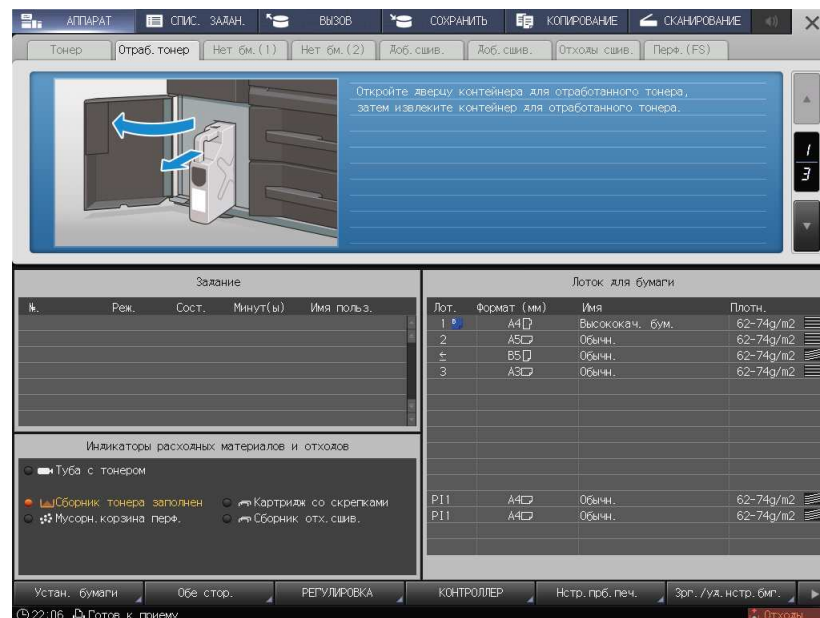 АППАРАТ СПИС. ЗАДАН. ВЫЗОВ СОХРАНИТЬ КОПИРОВАНИЕ СКАНИРОВАНИЕ
Тонер Отраб. тонер Нет бм.(1) Нет бм.(2) Доб. сшив. Доб. сшив. Отходы сшив. Перф.(FS)
Откройте дверцу контейнера для отработанного тонера,
затем извлеките контейнер для отработанного тонера.
1
3
Задание
№. Реж. Сост. Минут(ы) Имя польз.
Лоток для бумаги
Лот. Формат (мм) Имя Плотн.
1 A4 Высококач. бум. 62-74g/m2
2 A5 Обычн. 62-74g/m2
B5 Обычн. 62-74g/m2
3 A3 Обычн. 62-74g/m2
PI1 A4 Обычн. 62-74g/m2
PI1 A4 Обычн. 62-74g/m2
Индикаторы расходных материалов и отходов
Туба с тонером
Сборник тонера заполнен Картридж со скрепками
Мусорн. корзина перф. Сборник отх. сшив.
Устан. бумаги Обе стор. РЕГУЛИРОВКА КОНТРОЛЛЕР Нстр. прб. печ. Зрг./уд. нстр. бмг.
22:06 Готов к приему Отходы